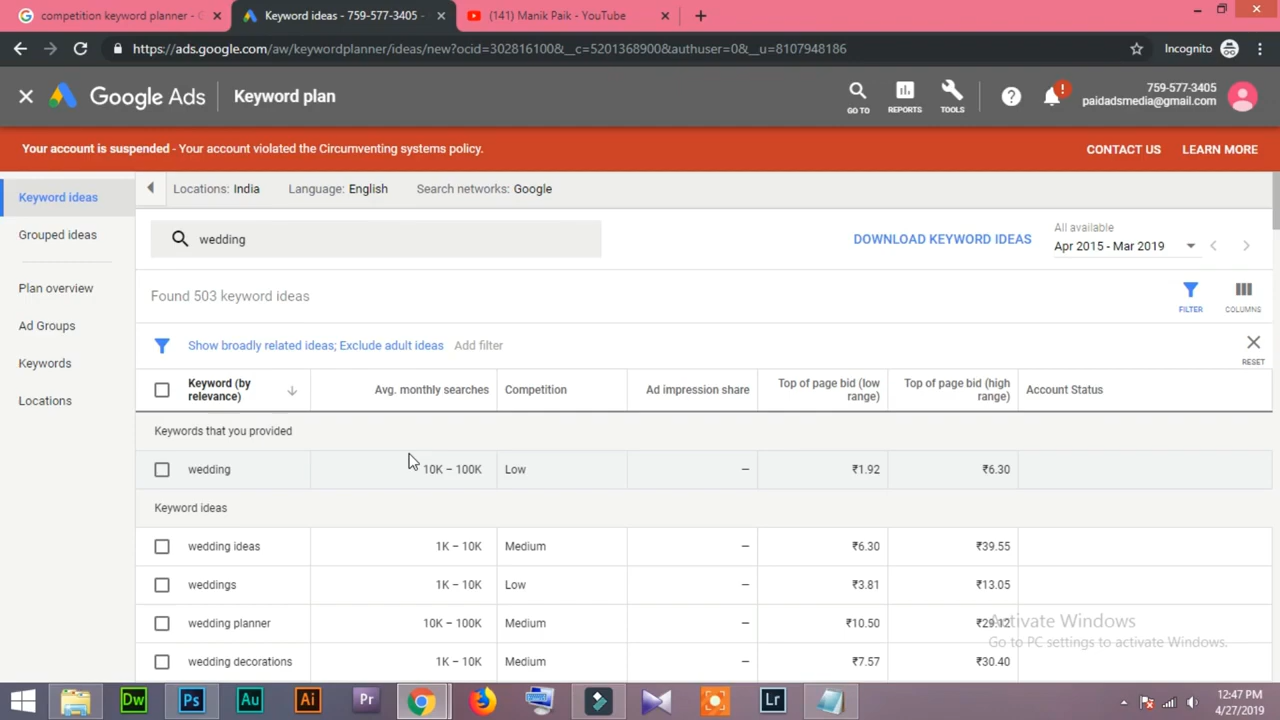 competition keyword planner -
Keyword ideas - 759-577-3405 -
(141) Manik Paik - YouTube
https://ads.google.com/aw/keywordplanner/ideas/new?ocid=302816100&__c=5201368900&authuser=0&__u=8107948186
Incognito
Google Ads
Keyword plan
GO TO
REPORTS
TOOLS
759-577-3405
paidadsmedia@gmail.com
Your account is suspended - Your account violated the Circumventing systems policy.
CONTACT US
LEARN MORE
Keyword ideas
Grouped ideas
Plan overview
Ad Groups
Keywords
Locations
Locations: India
Language: English
Search networks: Google
wedding
DOWNLOAD KEYWORD IDEAS
All available
Apr 2015 - Mar 2019
Found 503 keyword ideas
FILTER
COLUMNS
Show broadly related ideas; Exclude adult ideas Add filter
RESET
Keyword (by
relevance)
Avg. monthly searches
Competition
Ad impression share
Top of page bid (low
range)
Top of page bid (high
range)
Account Status
Keywords that you provided
wedding 10K – 100K Low – ₹1.92 ₹6.30
Keyword ideas
wedding ideas 1K – 10K Medium – ₹6.30 ₹39.55
weddings 1K – 10K Low – ₹3.81 ₹13.05
wedding planner 10K – 100K Medium – ₹10.50 ₹29.12
wedding decorations 1K – 10K Medium – ₹7.57 ₹30.40
Activate Windows
Go to PC settings to activate Windows.
Dw
Ps
Au
Ai
Pr
Lr
12:47 PM
4/27/2019